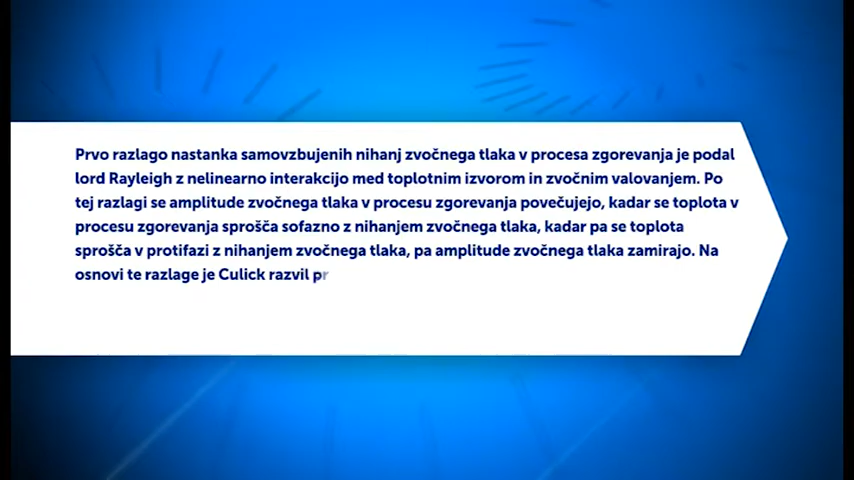 Prvo razlago nastanka samovzbujenih nihanj zvočnega tlaka v procesa zgorevanja je podal
lord Rayleigh z nelinearno interakcijo med toplotnim izvorom in zvočnim valovanjem. Po
tej razlagi se amplitude zvočnega tlaka v procesu zgorevanja povečujejo, kadar se toplota v
procesu zgorevanja sprošča sofazno z nihanjem zvočnega tlaka, kadar pa se toplota
sprošča v protifazi z nihanjem zvočnega tlaka, pa amplitude zvočnega tlaka zamirajo. Na
osnovi te razlage je Culick razvil pr